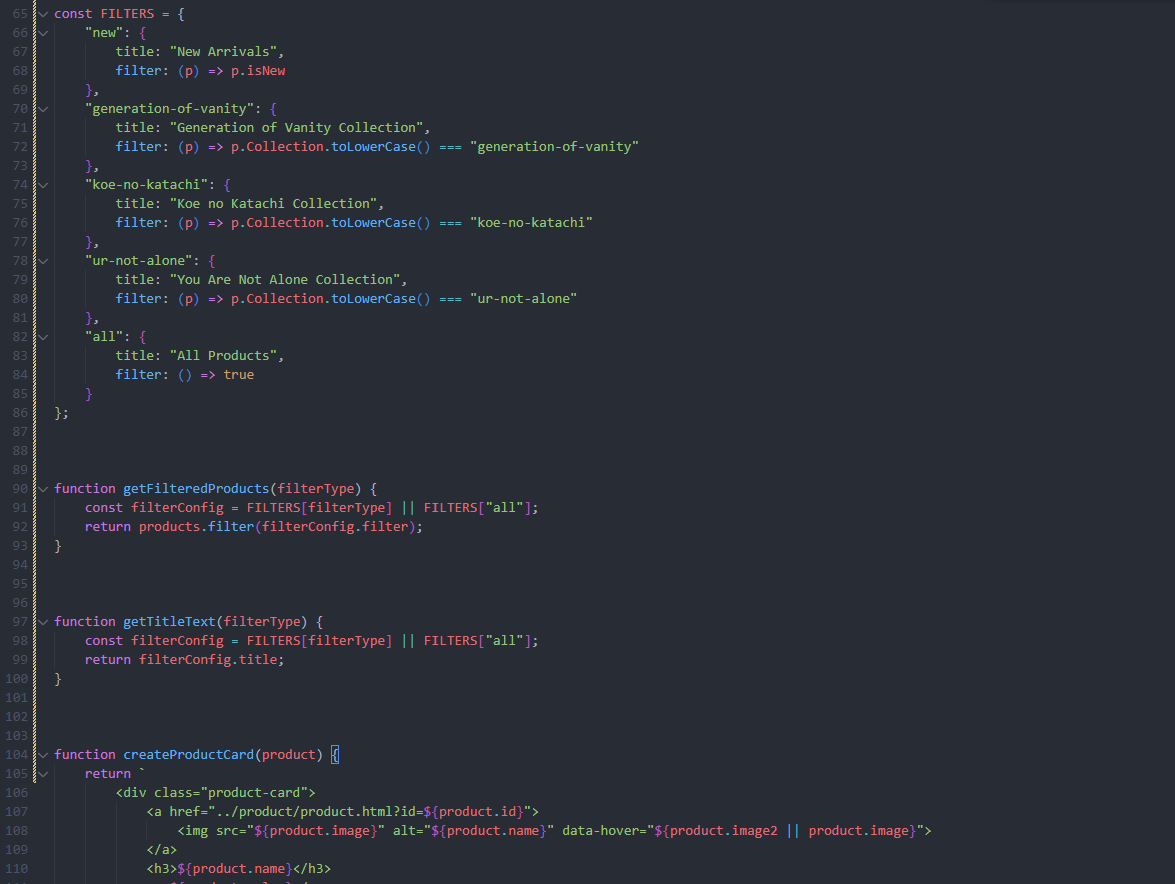 65 const FILTERS = {
66     "new": {
67         title: "New Arrivals",
68         filter: (p) => p.isNew
69     },
70     "generation-of-vanity": {
71         title: "Generation of Vanity Collection",
72         filter: (p) => p.Collection.toLowerCase() === "generation-of-vanity"
73     },
74     "koe-no-katachi": {
75         title: "Koe no Katachi Collection",
76         filter: (p) => p.Collection.toLowerCase() === "koe-no-katachi"
77     },
78     "ur-not-alone": {
79         title: "You Are Not Alone Collection",
80         filter: (p) => p.Collection.toLowerCase() === "ur-not-alone"
81     },
82     "all": {
83         title: "All Products",
84         filter: () => true
85     }
86 };
87
88
89
90 function getFilteredProducts(filterType) {
91     const filterConfig = FILTERS[filterType] || FILTERS["all"];
92     return products.filter(filterConfig.filter);
93 }
94
95
96
97 function getTitleText(filterType) {
98     const filterConfig = FILTERS[filterType] || FILTERS["all"];
99     return filterConfig.title;
100 }
101
102
103
104 function createProductCard(product) {
105     return `
106         <div class="product-card">
107             <a href="../product/product.html?id=${product.id}">
108                 <img src="${product.image}" alt="${product.name}" data-hover="${product.image2 || product.image}">
109             </a>
110             <h3>${product.name}</h3>